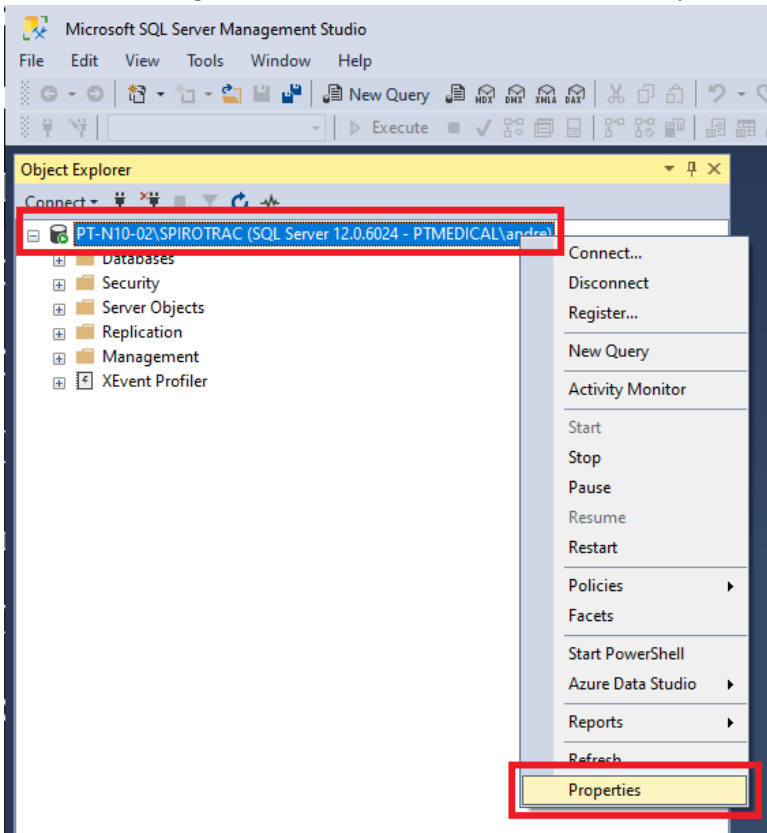 Microsoft SQL Server Management Studio
File Edit View Tools Window Help
New Query MDX DMX XMLA DAX
Execute
Object Explorer
Connect
PT-N10-02\SPIROTRAC (SQL Server 12.0.6024 - PTMEDICAL\andre)
Databases
Security
Server Objects
Replication
Management
XEvent Profiler
Connect...
Disconnect
Register...
New Query
Activity Monitor
Start
Stop
Pause
Resume
Restart
Policies
Facets
Start PowerShell
Azure Data Studio
Reports
Refresh
Properties